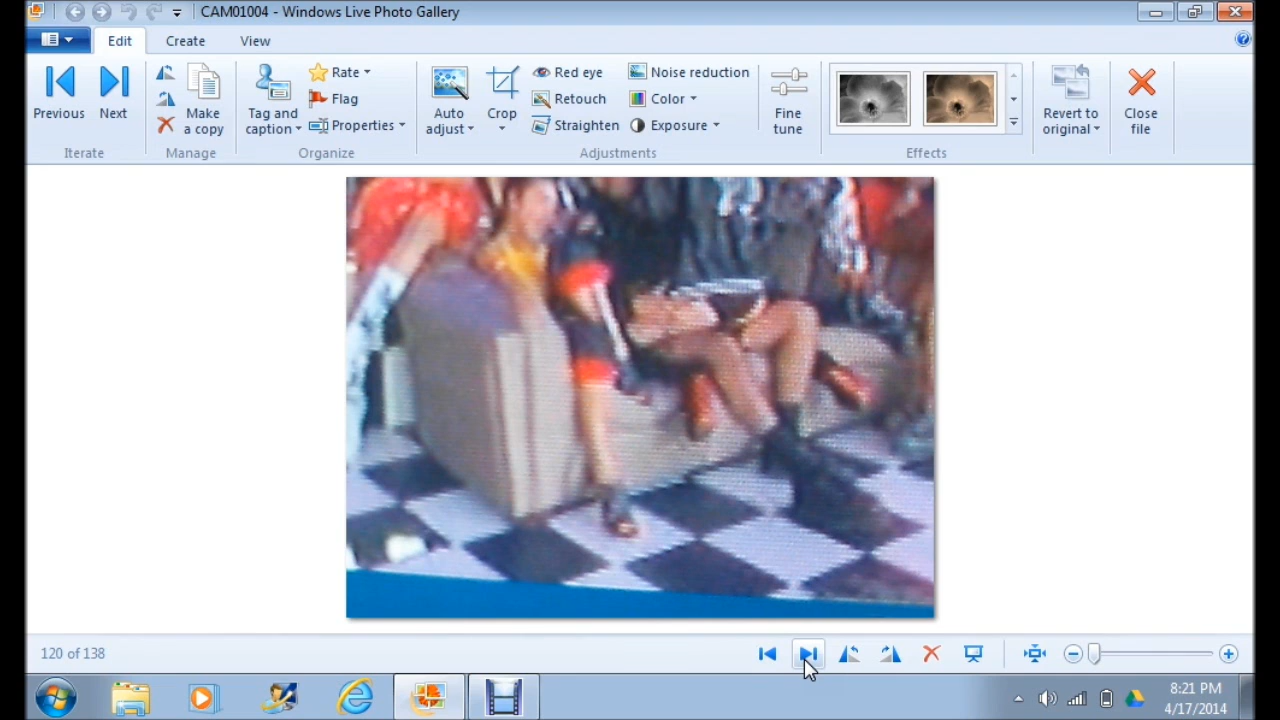 CAM01004 - Windows Live Photo Gallery
Edit Create View
Previous
Next
Make a copy
Tag and caption
Rate
Flag
Properties
Auto adjust
Crop
Red eye
Retouch
Straighten
Noise reduction
Color
Exposure
Fine tune
Revert to original
Close file
Iterate Manage Organize Adjustments Effects
120 of 138
8:21 PM
4/17/2014